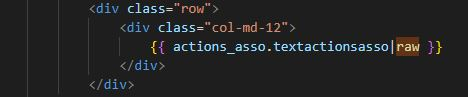 <div class="row">
<div class="col-md-12">
{{ actions_asso.textactionsasso|raw }}
</div>
</div>